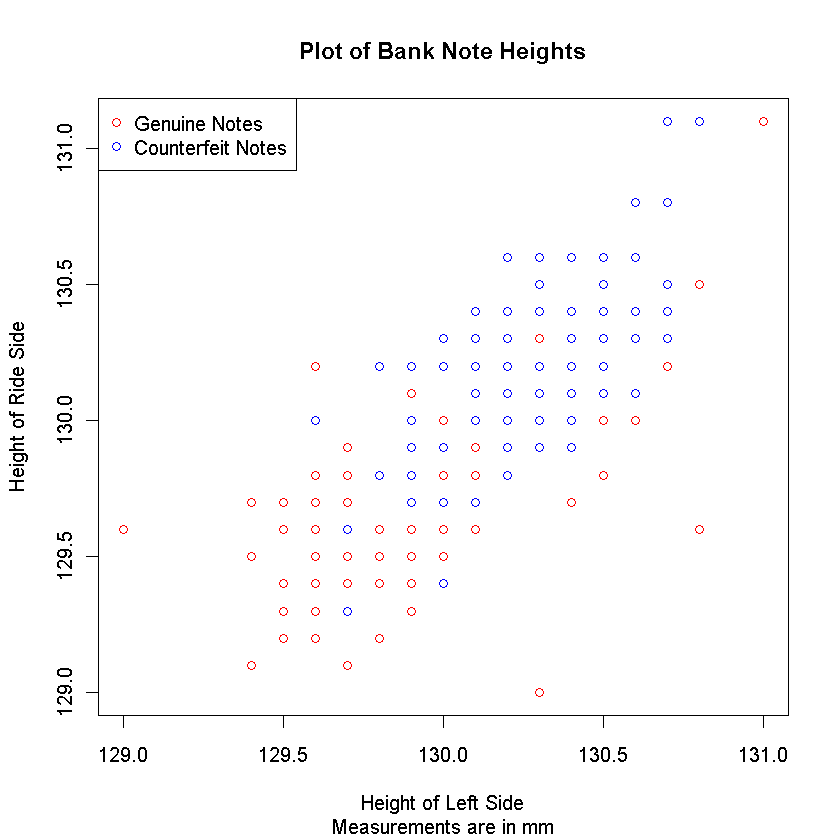 Plot of Bank Note Heights
Genuine Notes
Counterfeit Notes
131.0
130.5
130.0
129.5
129.0
Height of Ride Side
129.0 129.5 130.0 130.5 131.0
Height of Left Side
Measurements are in mm